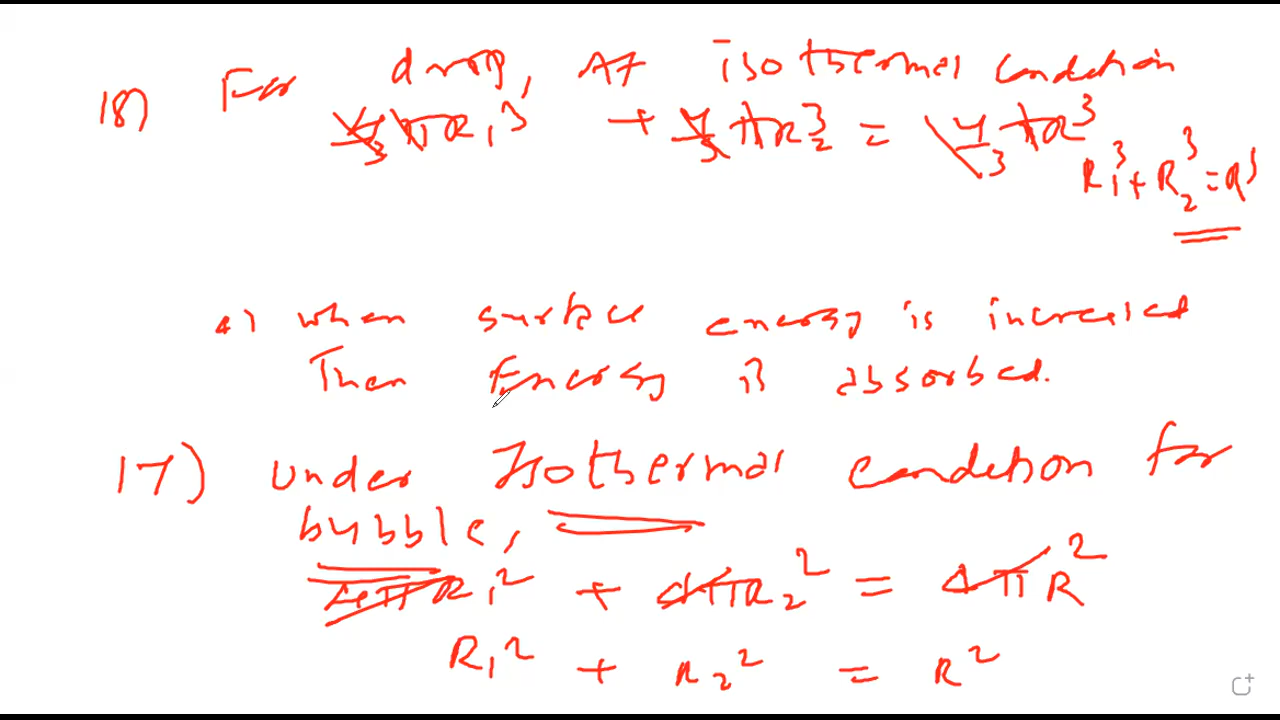 18) For drop, At isothermal condition
4/3 πR₁³ + 4/3 πR₂³ = 4/3 πR³
R₁³ + R₂³ = R³
a) when surface energy is increased
Then Energy is absorbed.
17) under Isothermal condition for
bubble,
4πR₁² + 4πR₂² = 4πR²
R₁² + R₂² = R²